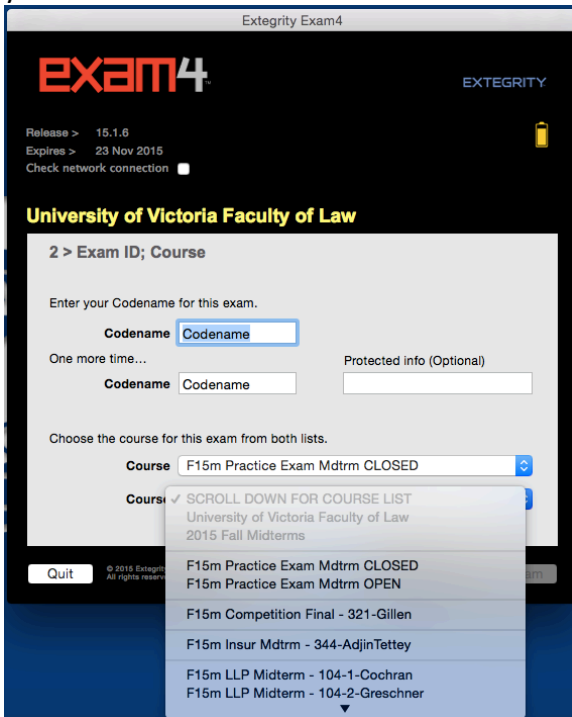 Extegrity Exam4
exam4
EXTEGRITY
Release > 15.1.6
Expires > 23 Nov 2015
Check network connection
University of Victoria Faculty of Law
2 > Exam ID; Course
Enter your Codename for this exam.
Codename Codename
One more time...
Protected info (Optional)
Codename Codename
Choose the course for this exam from both lists.
Course F15m Practice Exam Mdtrm CLOSED
Course ✓ SCROLL DOWN FOR COURSE LIST
University of Victoria Faculty of Law
2015 Fall Midterms
F15m Practice Exam Mdtrm CLOSED
F15m Practice Exam Mdtrm OPEN
F15m Competition Final - 321-Gillen
F15m Insur Mdtrm - 344-AdjinTettey
F15m LLP Midterm - 104-1-Cochran
F15m LLP Midterm - 104-2-Greschner
Quit
© 2015 Extegrity
All rights reserv